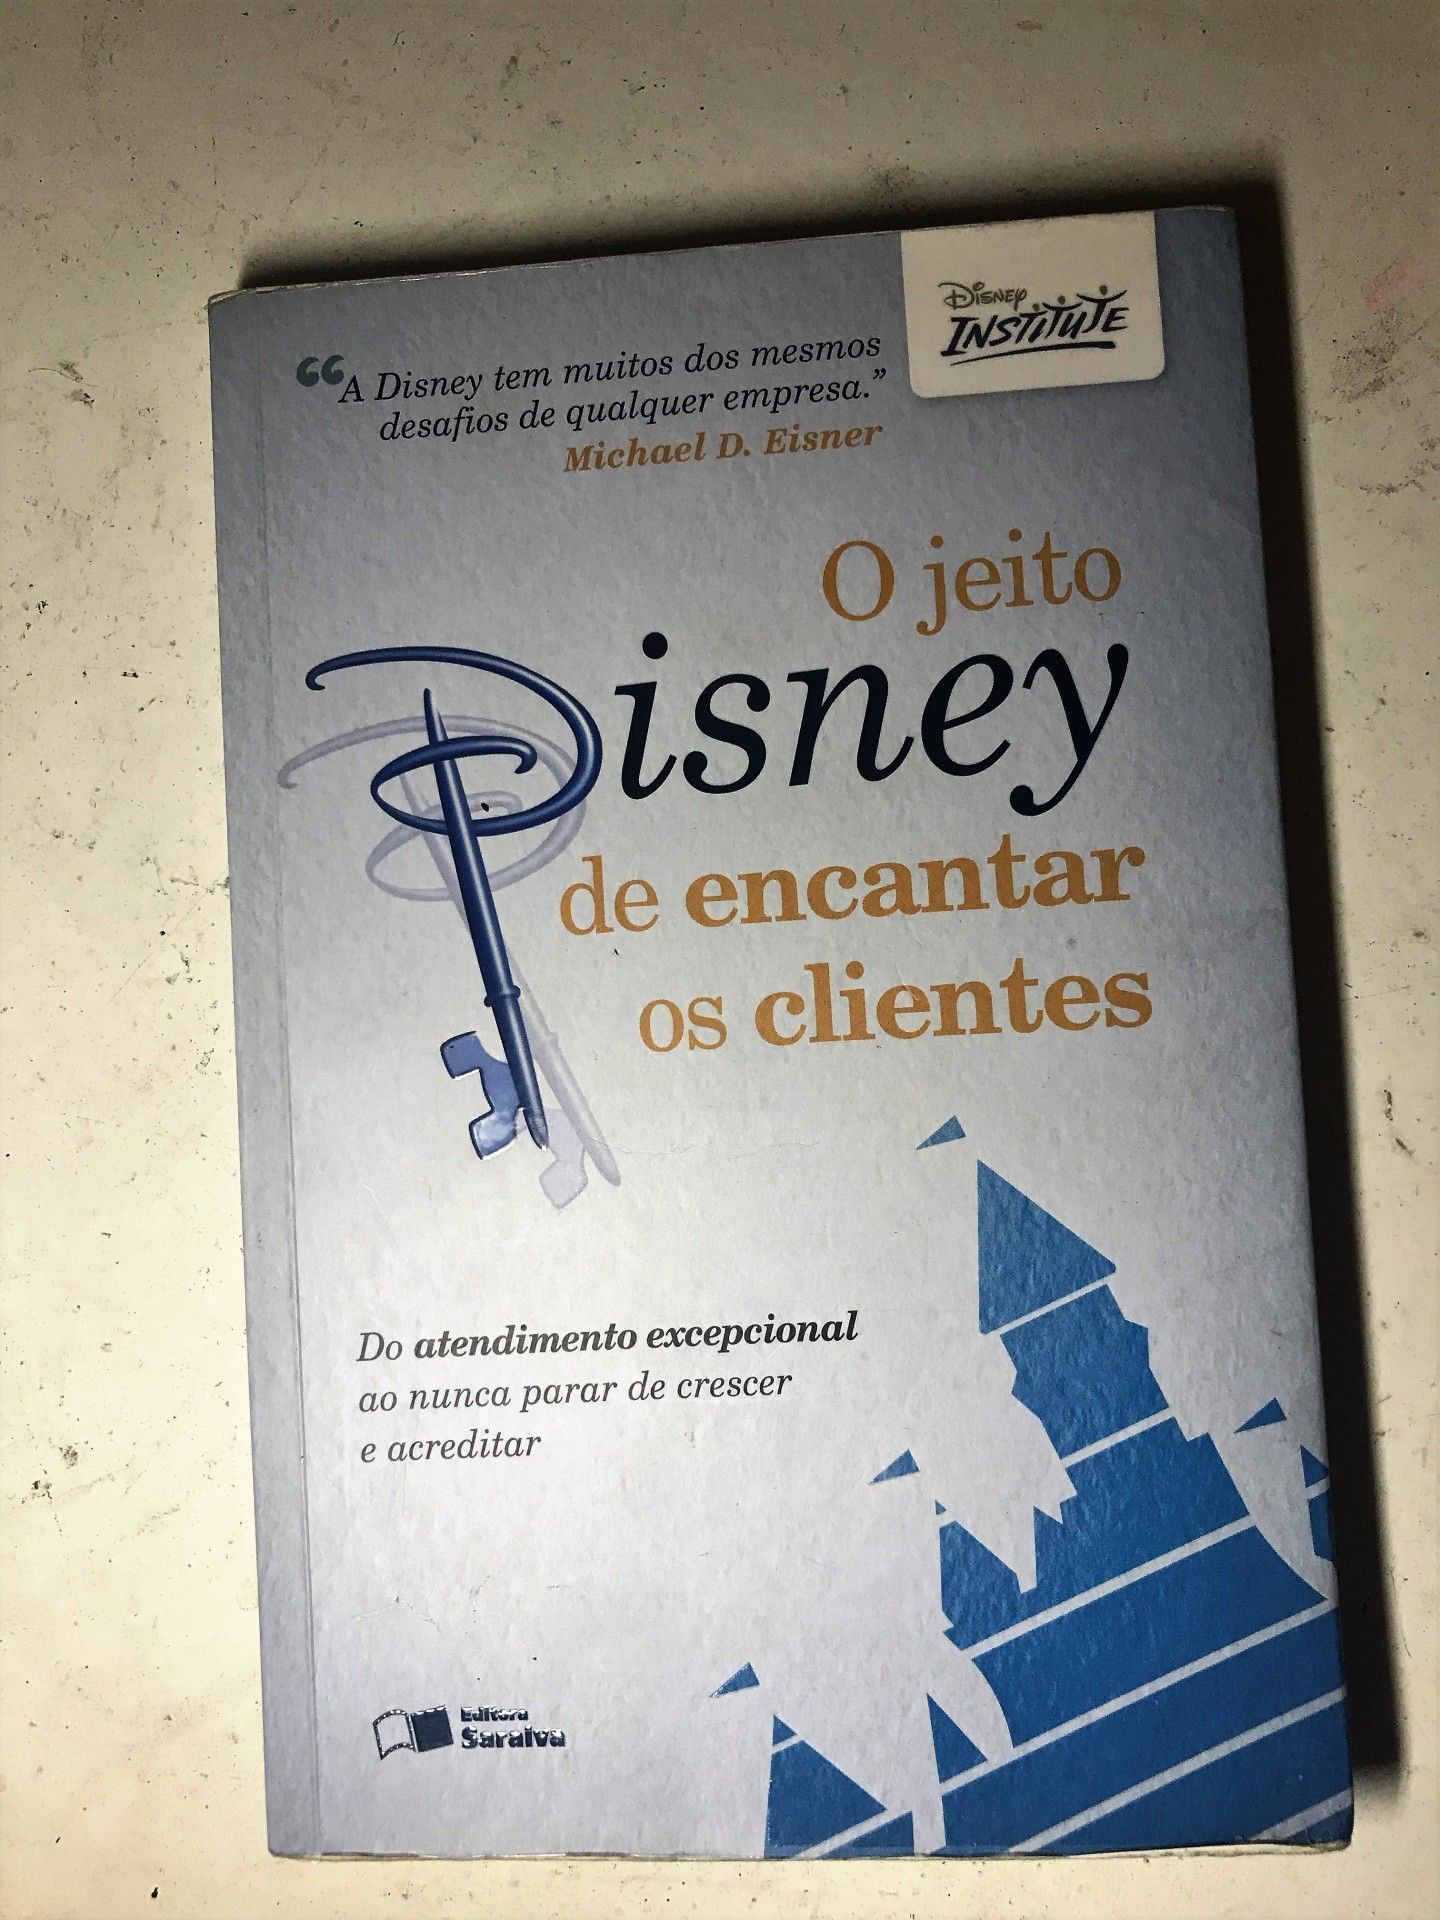 Disney
INSTITUTE
“A Disney tem muitos dos mesmos
desafios de qualquer empresa.”
Michael D. Eisner
O jeito
Disney
de encantar
os clientes
Do atendimento excepcional
ao nunca parar de crescer
e acreditar
Editora
Saraiva